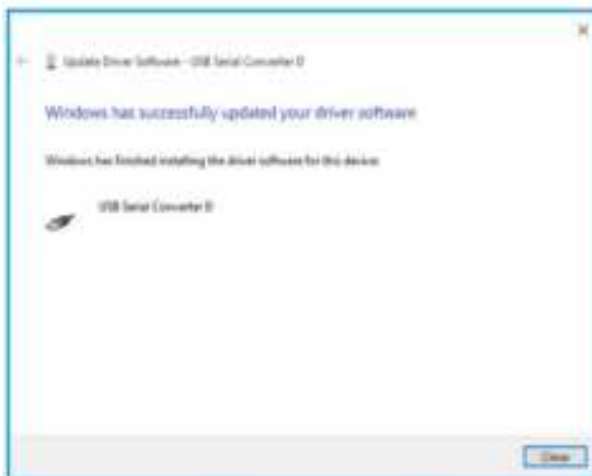 Update Driver Software - USB Serial Converter D
Windows has successfully updated your driver software
Windows has finished installing the driver software for this device:
USB Serial Converter D
Close